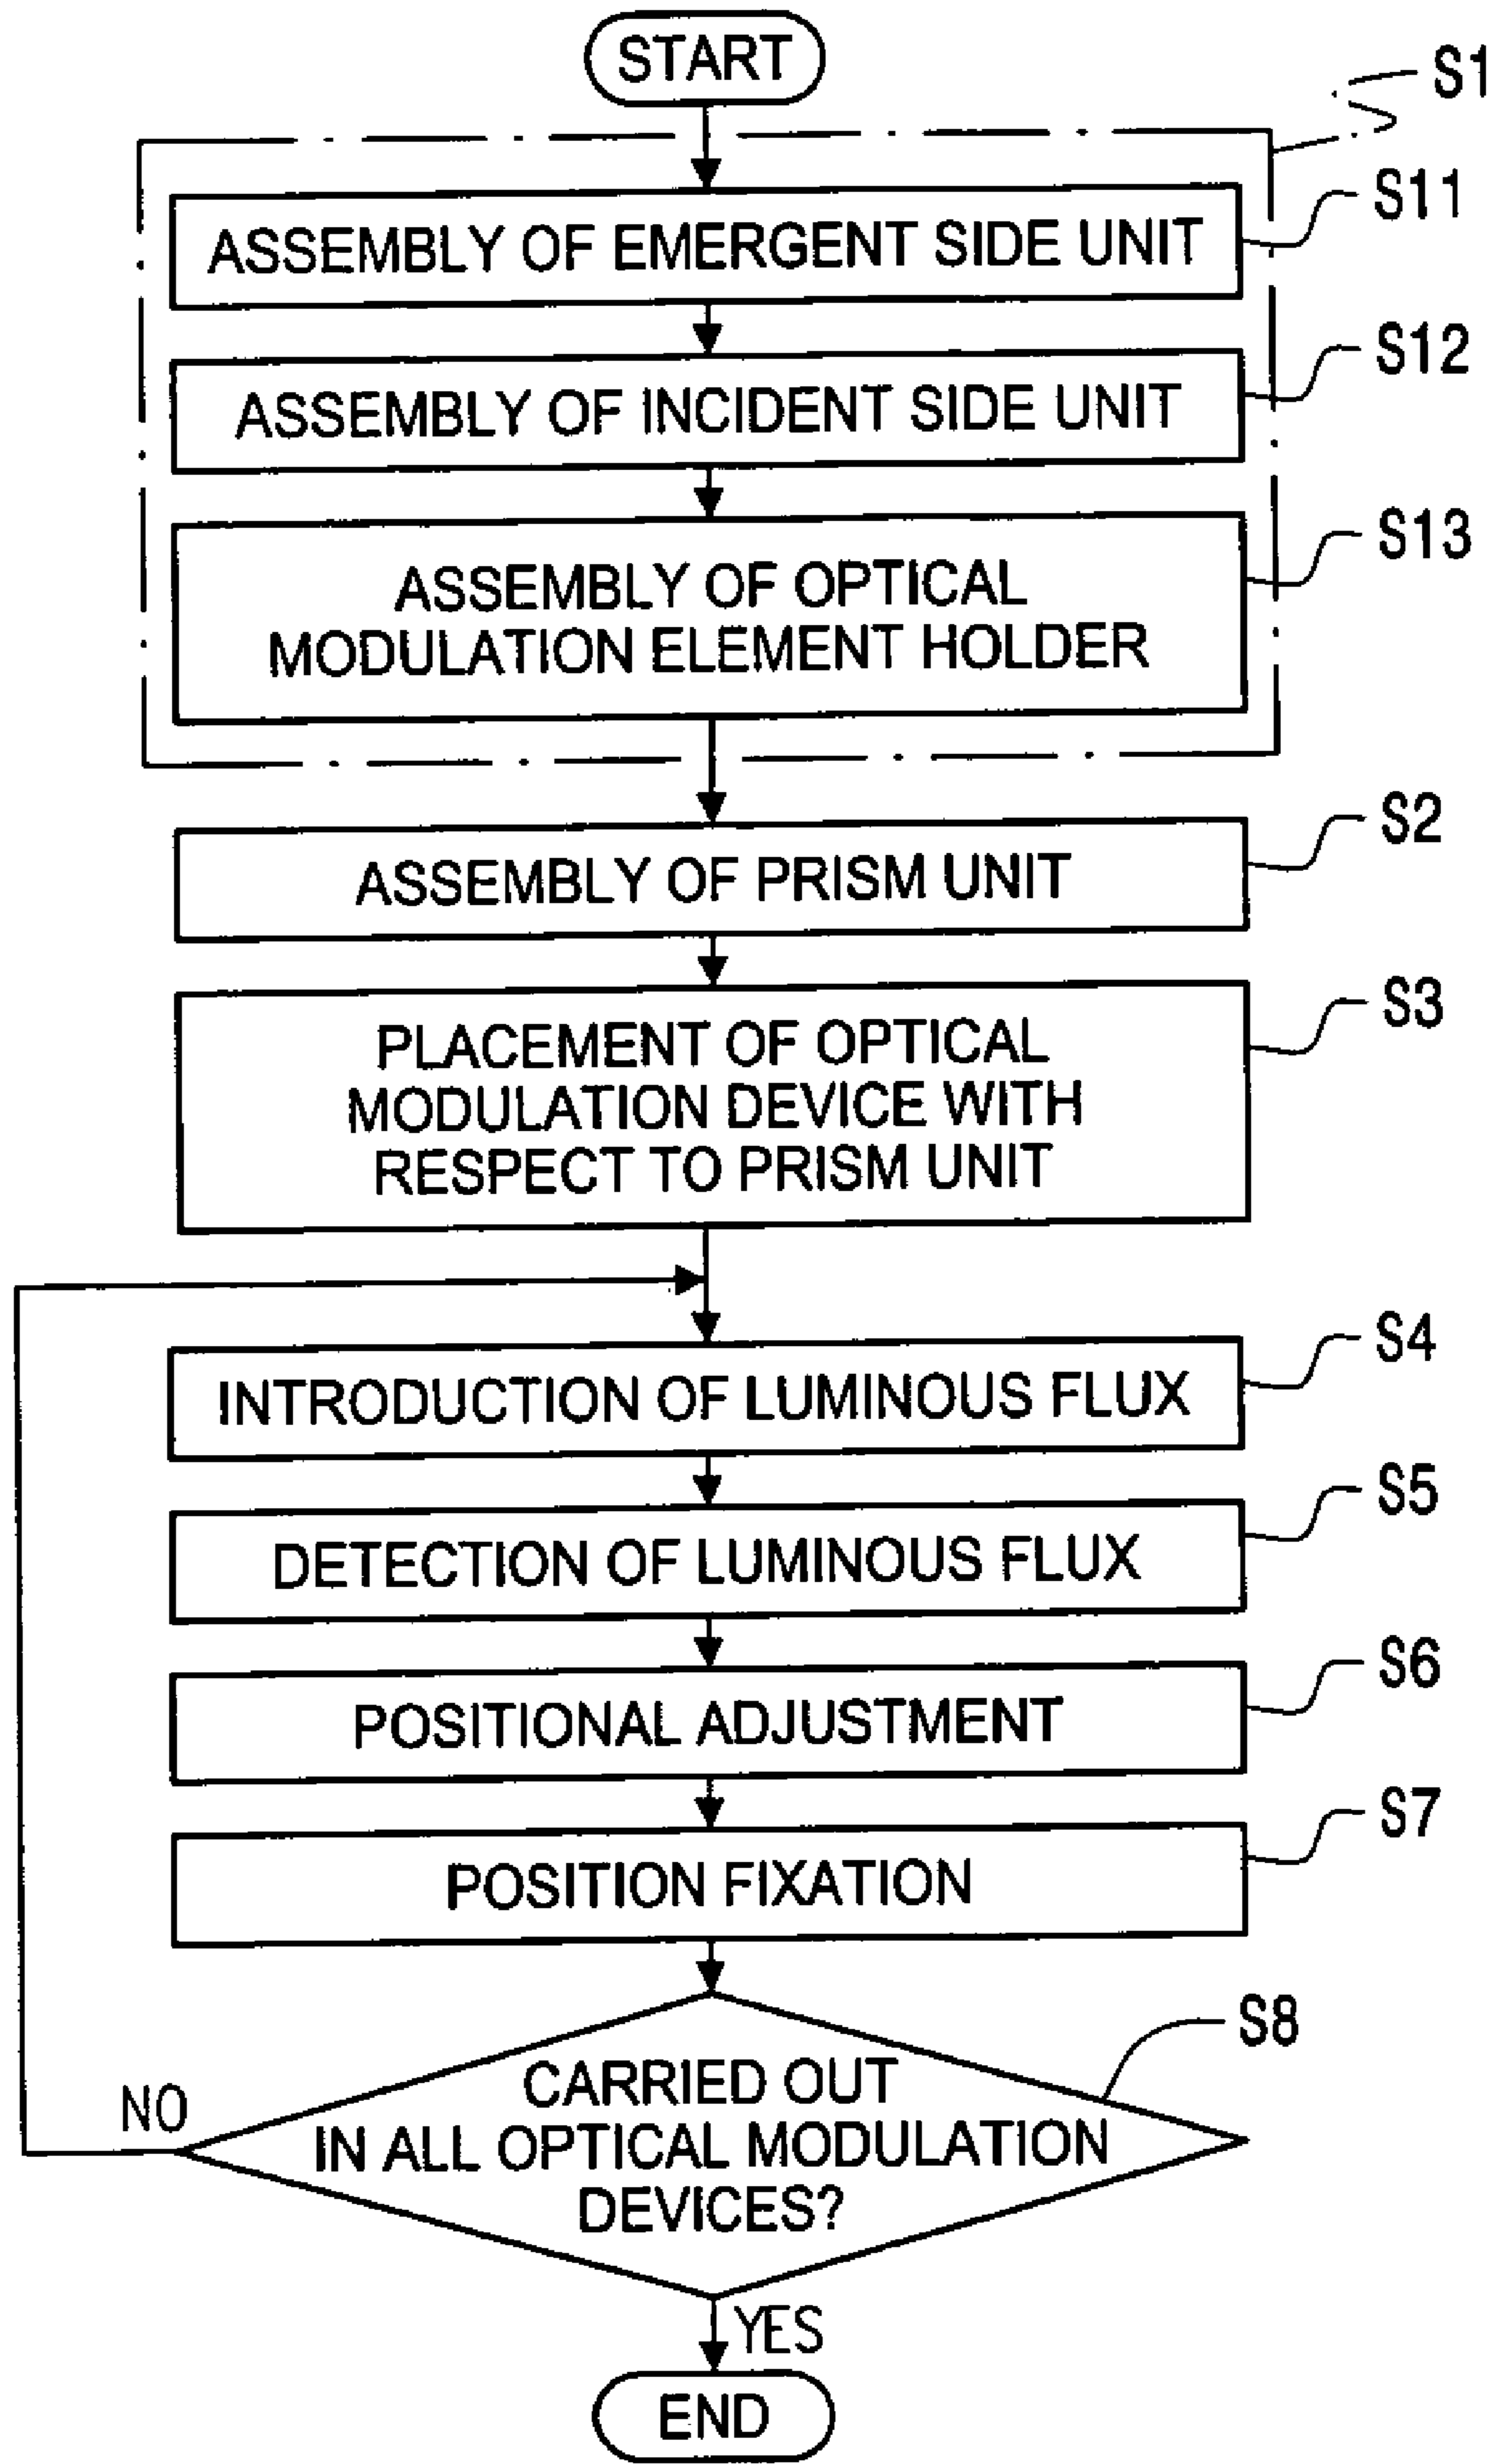 START
S1
ASSEMBLY OF EMERGENT SIDE UNIT
S11
ASSEMBLY OF INCIDENT SIDE UNIT
S12
ASSEMBLY OF OPTICAL
MODULATION ELEMENT HOLDER
S13
ASSEMBLY OF PRISM UNIT
S2
PLACEMENT OF OPTICAL
MODULATION DEVICE WITH
RESPECT TO PRISM UNIT
S3
INTRODUCTION OF LUMINOUS FLUX
S4
DETECTION OF LUMINOUS FLUX
S5
POSITIONAL ADJUSTMENT
S6
POSITION FIXATION
S7
CARRIED OUT
IN ALL OPTICAL MODULATION
DEVICES?
S8
NO
YES
END